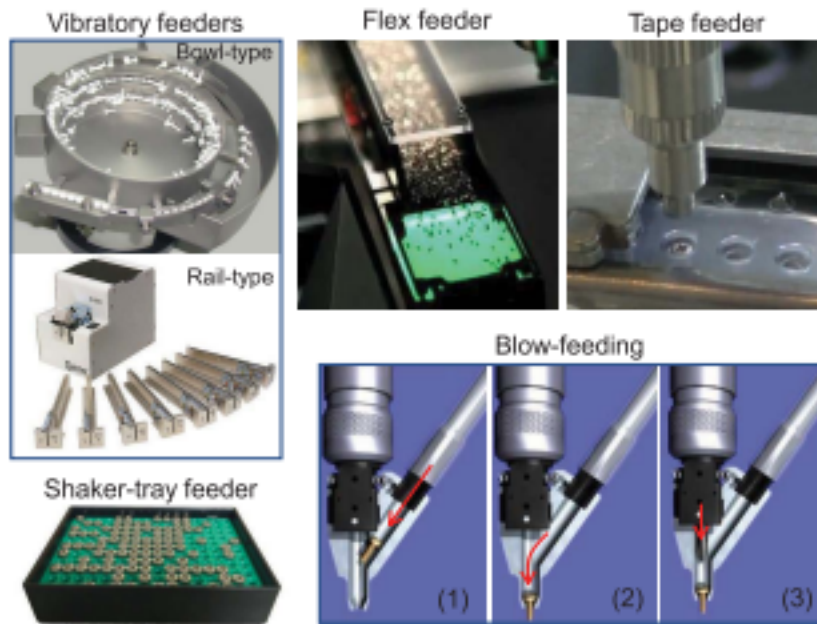 Vibratory feeders
Bowl-type
Rail-type
Flex feeder
Tape feeder
Blow-feeding
(1)
(2)
(3)
Shaker-tray feeder